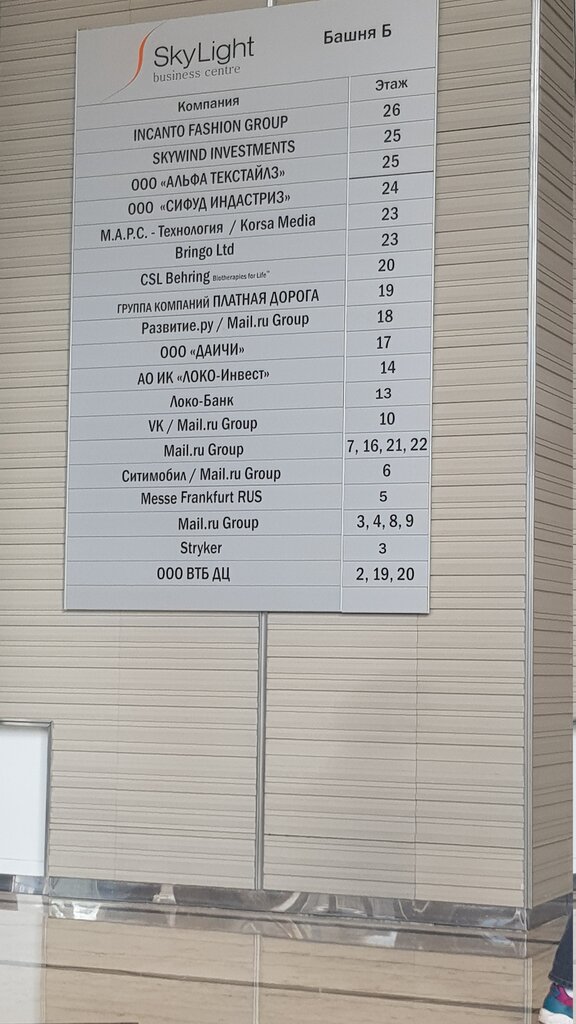 SkyLight
business centre
Башня Б
Компания Этаж
INCANTO FASHION GROUP 26
SKYWIND INVESTMENTS 25
ООО «АЛЬФА ТЕКСТАЙЛЗ» 25
ООО «СИФУД ИНДАСТРИЗ» 24
М.А.Р.С. - Технология / Korsa Media 23
Bringo Ltd 23
CSL Behring Biotherapies for Life™ 20
ГРУППА КОМПАНИЙ ПЛАТНАЯ ДОРОГА 19
Развитие.ру / Mail.ru Group 18
ООО «ДАИЧИ» 17
АО ИК «ЛОКО-Инвест» 14
Локо-Банк 13
VK / Mail.ru Group 10
Mail.ru Group 7, 16, 21, 22
Ситимобил / Mail.ru Group 6
Messe Frankfurt RUS 5
Mail.ru Group 3, 4, 8, 9
Stryker 3
ООО ВТБ ДЦ 2, 19, 20